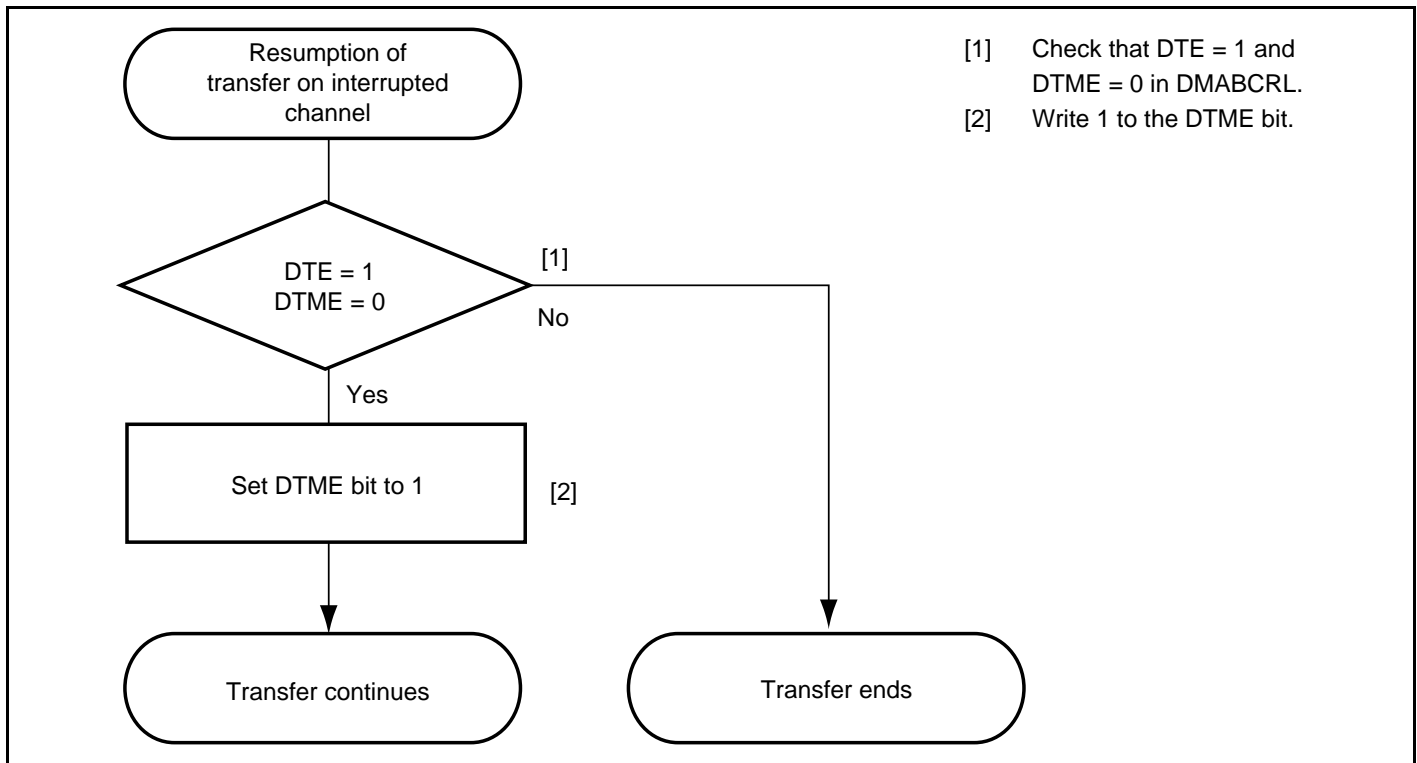 Resumption of
transfer on interrupted
channel
[1] Check that DTE = 1 and
DTME = 0 in DMABCRL.
[2] Write 1 to the DTME bit.
DTE = 1
DTME = 0
[1]
No
Yes
Set DTME bit to 1
[2]
Transfer continues
Transfer ends